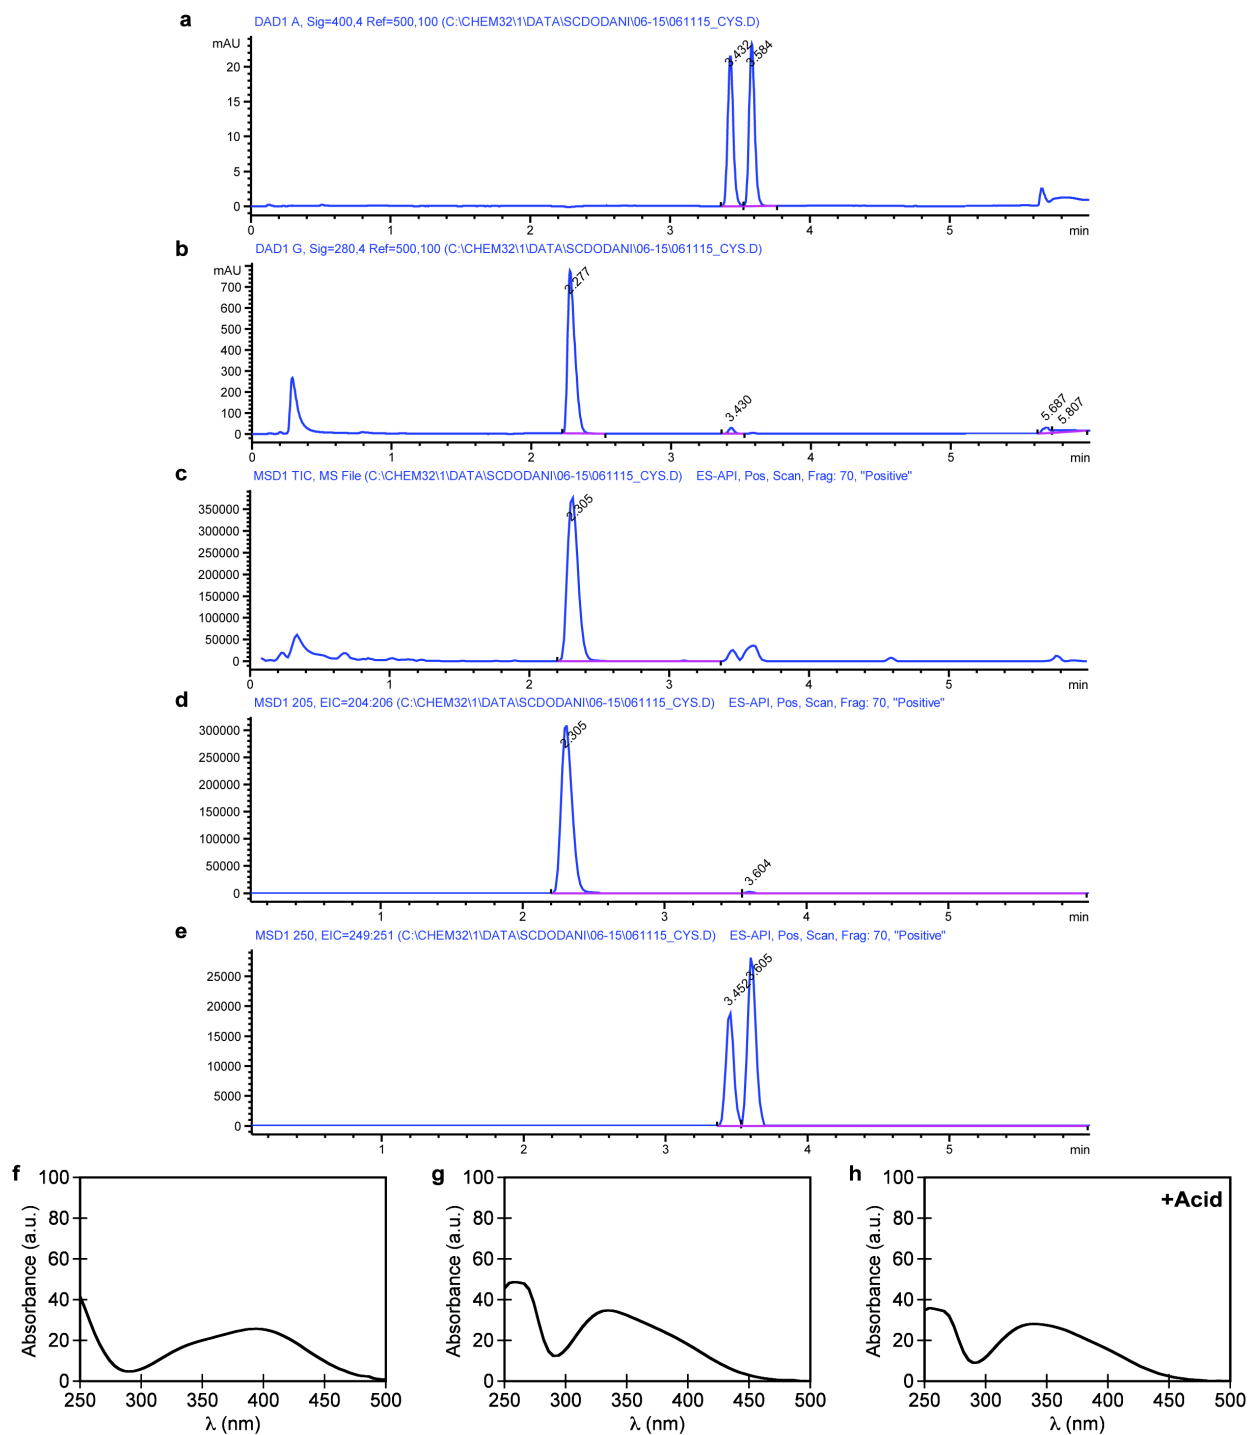 a
DAD1 A, Sig=400,4 Ref=500,100 (C:\CHEM32\1\DATA\SCDODANI\06-15\061115_CYS.D)
mAU
3.432
3.584
20
15
10
5
0
0 1 2 3 4 5 min
b
DAD1 G, Sig=280,4 Ref=500,100 (C:\CHEM32\1\DATA\SCDODANI\06-15\061115_CYS.D)
mAU
2.277
700
600
500
400
300
200
100
0
3.430
5.687
5.807
0 1 2 3 4 5 min
c
MSD1 TIC, MS File (C:\CHEM32\1\DATA\SCDODANI\06-15\061115_CYS.D) ES-API, Pos, Scan, Frag: 70, "Positive"
2.305
350000
300000
250000
200000
150000
100000
50000
0
0 1 2 3 4 5 min
d
MSD1 205, EIC=204:206 (C:\CHEM32\1\DATA\SCDODANI\06-15\061115_CYS.D) ES-API, Pos, Scan, Frag: 70, "Positive"
2.305
300000
250000
200000
150000
100000
50000
0
3.604
1 2 3 4 5 min
e
MSD1 250, EIC=249:251 (C:\CHEM32\1\DATA\SCDODANI\06-15\061115_CYS.D) ES-API, Pos, Scan, Frag: 70, "Positive"
3.452
3.605
25000
20000
15000
10000
5000
0
1 2 3 4 5 min
f
Absorbance (a.u.)
100
80
60
40
20
0
250 300 350 400 450 500
λ (nm)
g
Absorbance (a.u.)
100
80
60
40
20
0
250 300 350 400 450 500
λ (nm)
h
+Acid
Absorbance (a.u.)
100
80
60
40
20
0
250 300 350 400 450 500
λ (nm)